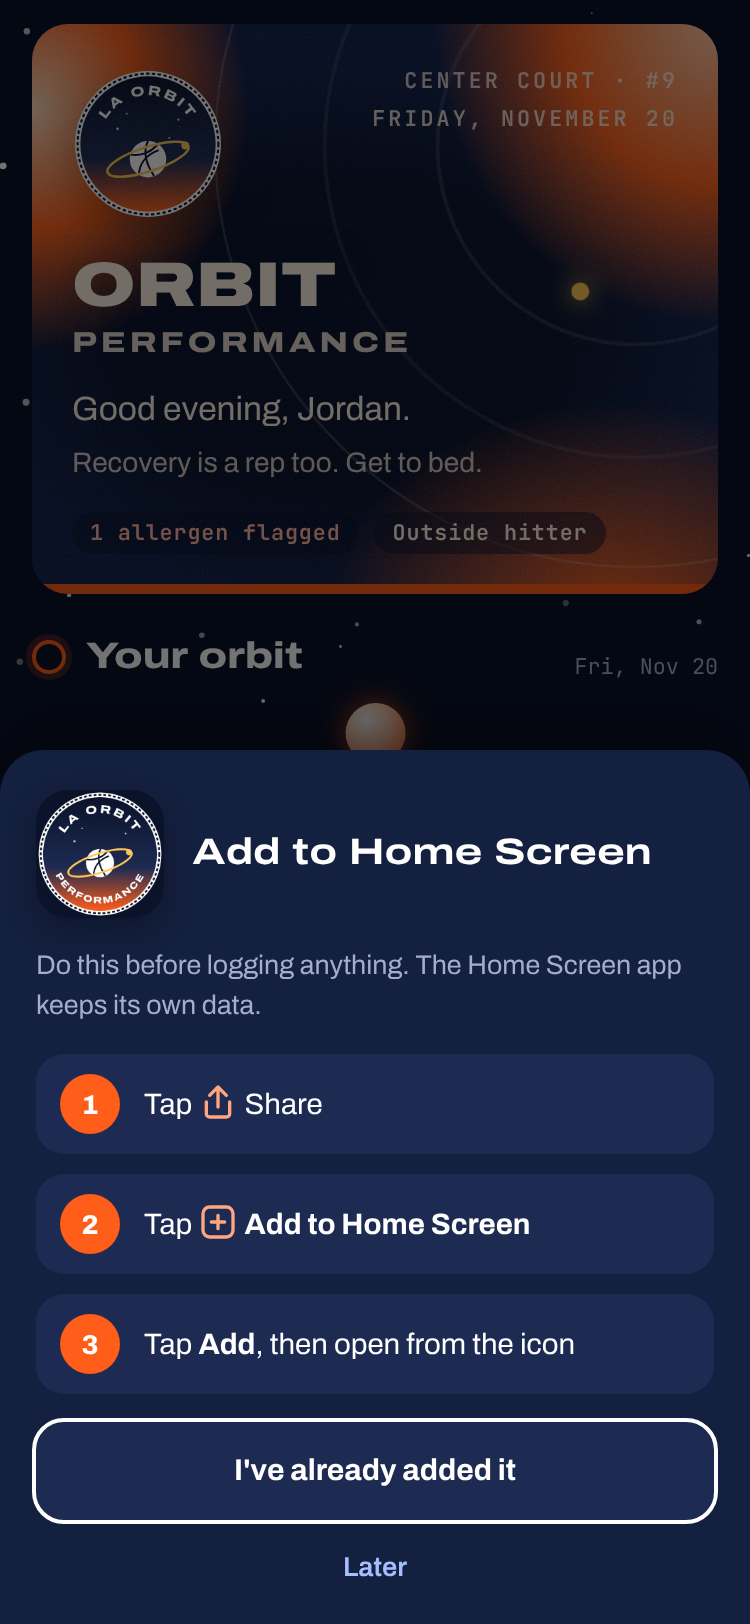 LA ORBIT
CENTER COURT · #9
FRIDAY, NOVEMBER 20
ORBIT
PERFORMANCE
Good evening, Jordan.
Recovery is a rep too. Get to bed.
1 allergen flagged
Outside hitter
Your orbit
Fri, Nov 20
LA ORBIT
PERFORMANCE
Add to Home Screen
Do this before logging anything. The Home Screen app
keeps its own data.
1 Tap Share
2 Tap Add to Home Screen
3 Tap Add, then open from the icon
I've already added it
Later